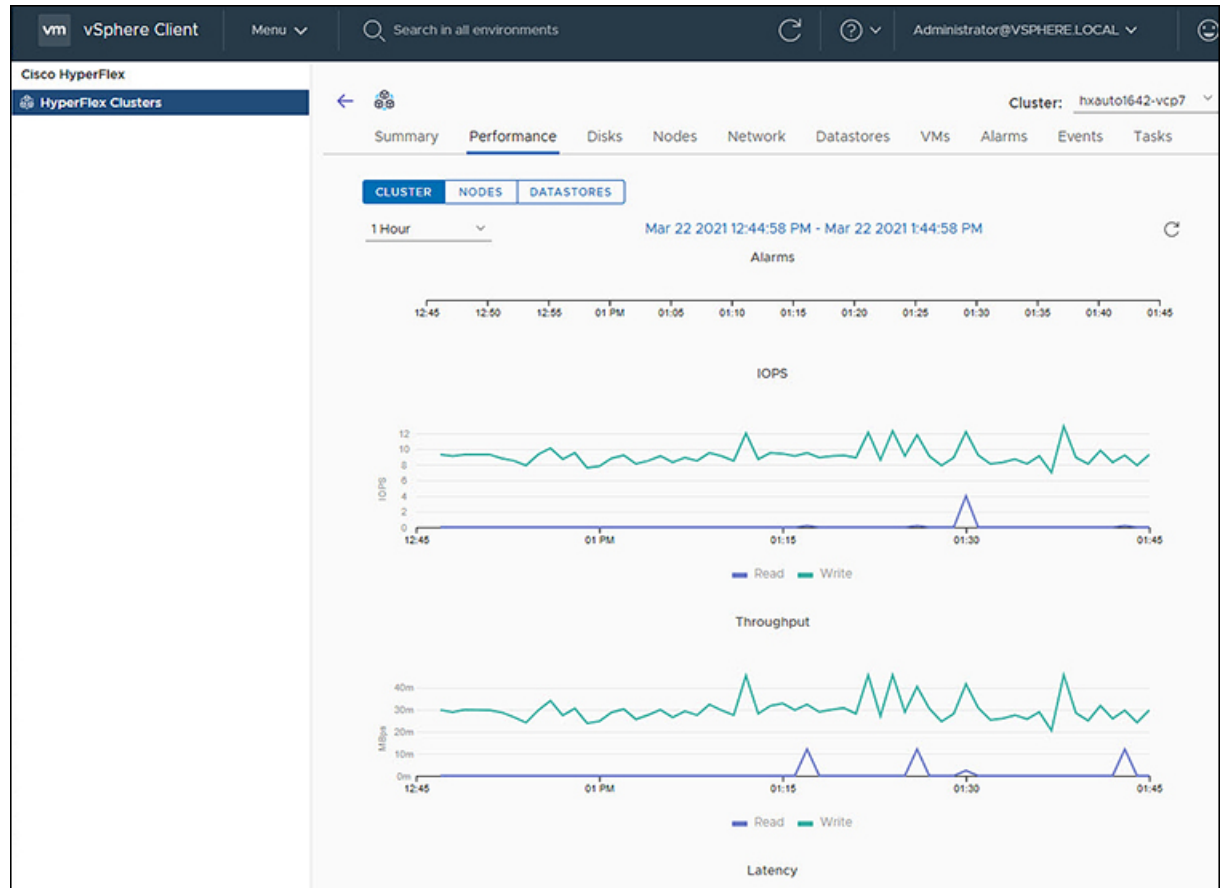 vm vSphere Client Menu Search in all environments Administrator@VSPHERE.LOCAL
Cisco HyperFlex
HyperFlex Clusters
Cluster: hxauto1642-vcp7
Summary Performance Disks Nodes Network Datastores VMs Alarms Events Tasks
CLUSTER NODES DATASTORES
1 Hour Mar 22 2021 12:44:58 PM - Mar 22 2021 1:44:58 PM
Alarms
12:45 12:50 12:55 01 PM 01:05 01:10 01:15 01:20 01:25 01:30 01:35 01:40 01:45
IOPS
12
10
8
6
4
2
0
IOPS
12:45 01 PM 01:15 01:30 01:45
Read Write
Throughput
40m
30m
20m
10m
0m
MBps
12:45 01 PM 01:15 01:30 01:45
Read Write
Latency